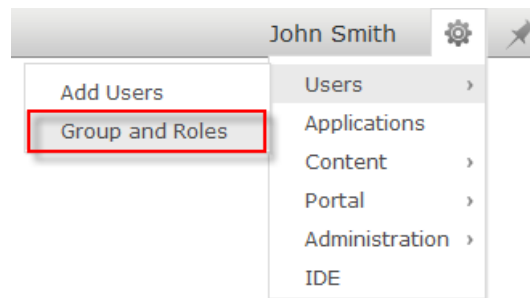 John Smith
Add Users
Group and Roles
Users
Applications
Content
Portal
Administration
IDE